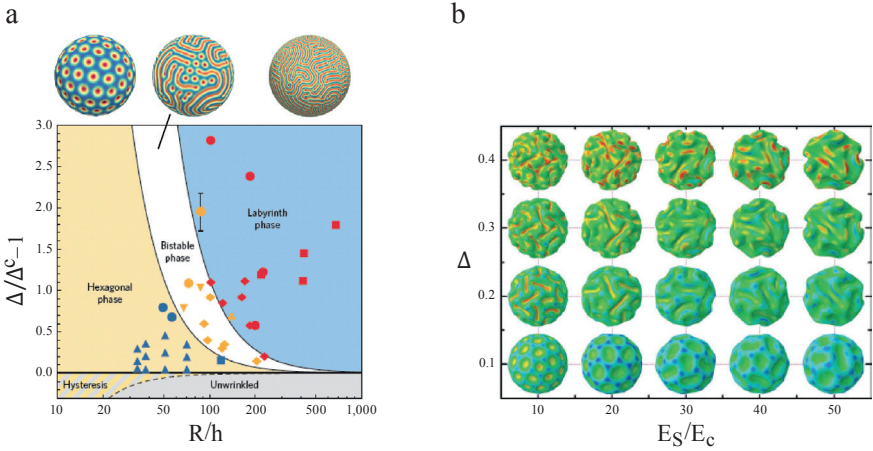 a
b
3.0
2.5
2.0
1.5
1.0
0.5
0.0
Δ/Δᶜ−1
Labyrinth
phase
Bistable
phase
Hexagonal
phase
Hysteresis
Unwrinkled
10
20
50
100
200
500
1,000
R/h
0.4
0.3
0.2
0.1
Δ
10
20
30
40
50
E_S/E_c